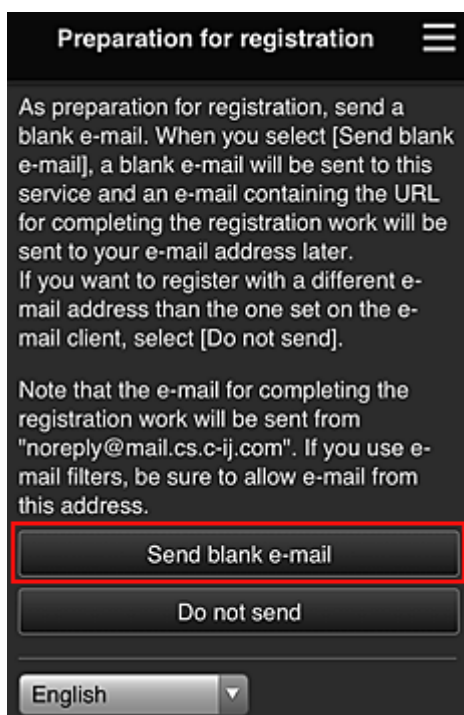 Preparation for registration
As preparation for registration, send a
blank e-mail. When you select [Send blank
e-mail], a blank e-mail will be sent to this
service and an e-mail containing the URL
for completing the registration work will be
sent to your e-mail address later.
If you want to register with a different e-
mail address than the one set on the e-
mail client, select [Do not send].
Note that the e-mail for completing the
registration work will be sent from
"noreply@mail.cs.c-ij.com". If you use e-
mail filters, be sure to allow e-mail from
this address.
Send blank e-mail
Do not send
English